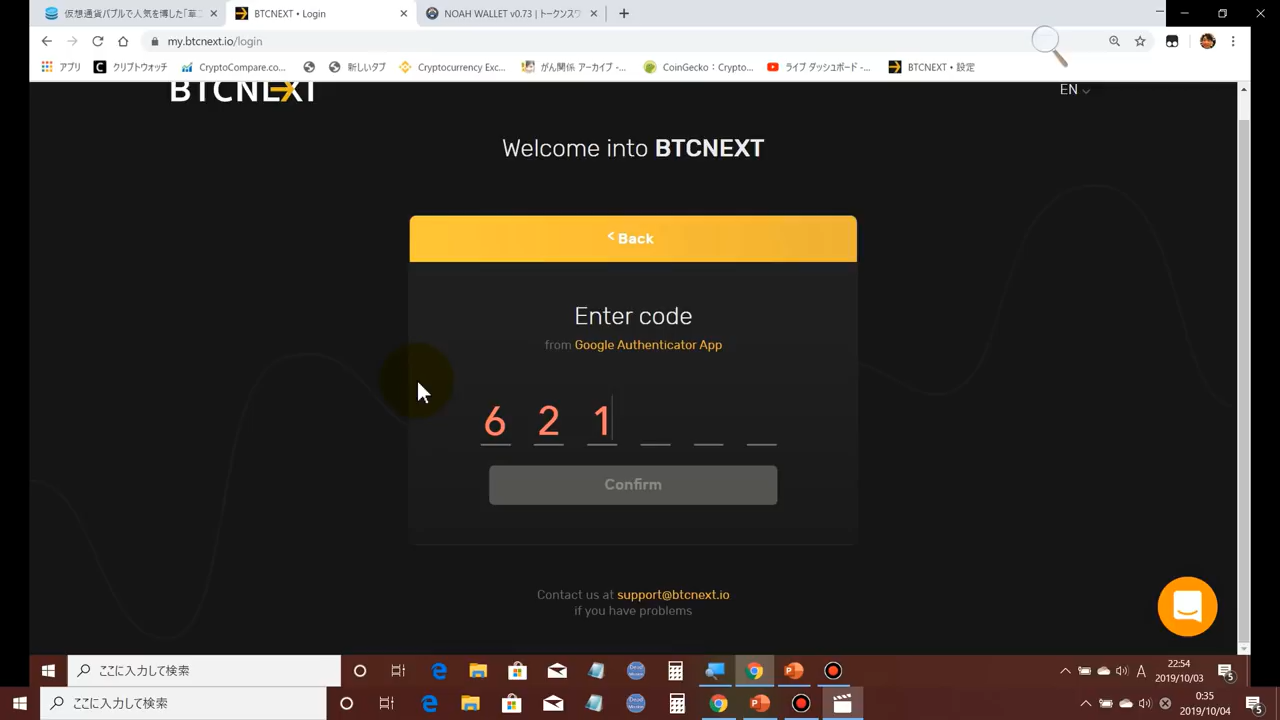 仮想通貨バブルで人気を博した「草コ
BTCNEXT • Login
NOAH WALLET v0.73 | トークンスワ
my.btcnext.io/login
アプリ
クリプトウォッチ
CryptoCompare.co...
新しいタブ
Cryptocurrency Exc...
がん関係 アーカイブ -...
CoinGecko：Crypto...
ライブ ダッシュボード -...
BTCNEXT • 設定
BTCNEXT
EN
Welcome into BTCNEXT
< Back
Enter code
from Google Authenticator App
6 2 1
Confirm
Contact us at support@btcnext.io
if you have problems
ここに入力して検索
A
22:54
2019/10/03
5
ここに入力して検索
0:35
2019/10/04
5